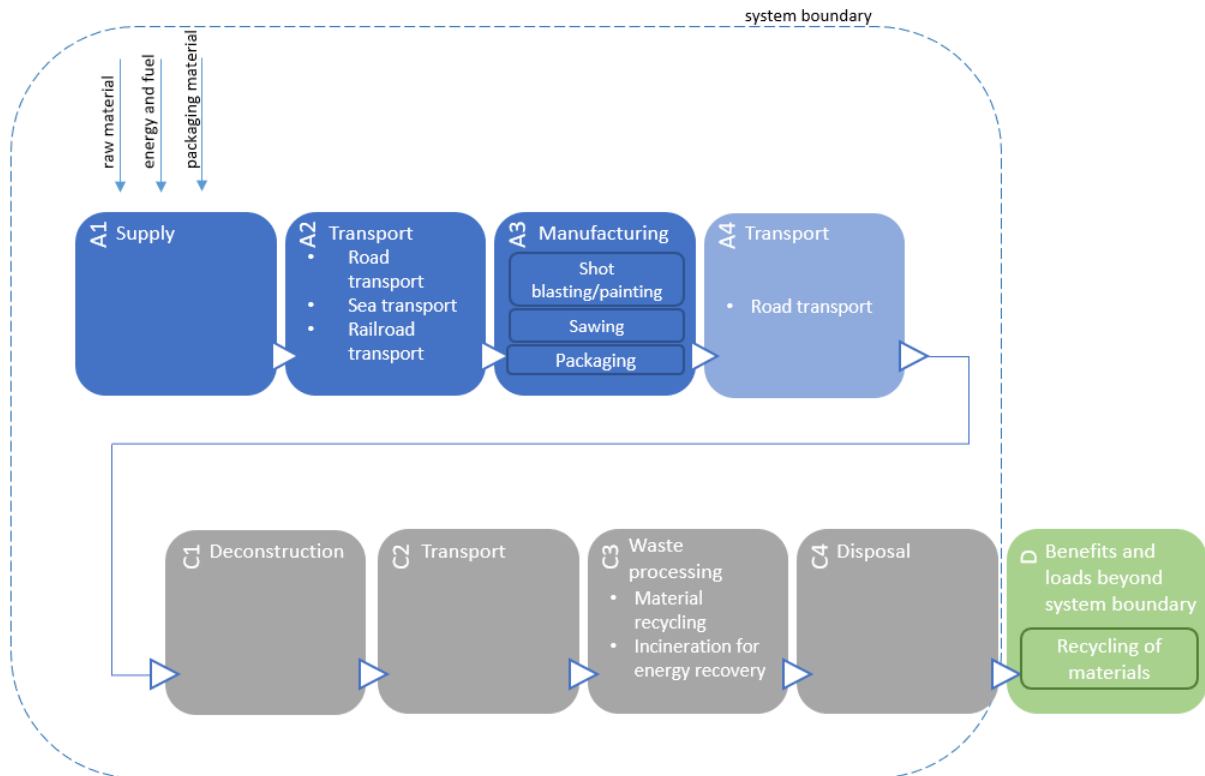 system boundary
raw material
energy and fuel
packaging material
A1 Supply
A2 Transport
• Road
transport
• Sea transport
• Railroad
transport
A3 Manufacturing
Shot
blasting/painting
Sawing
Packaging
A4 Transport
• Road transport
C1 Deconstruction
C2 Transport
C3 Waste
processing
• Material
recycling
• Incineration for
energy recovery
C4 Disposal
D Benefits and
loads beyond
system boundary
Recycling of
materials